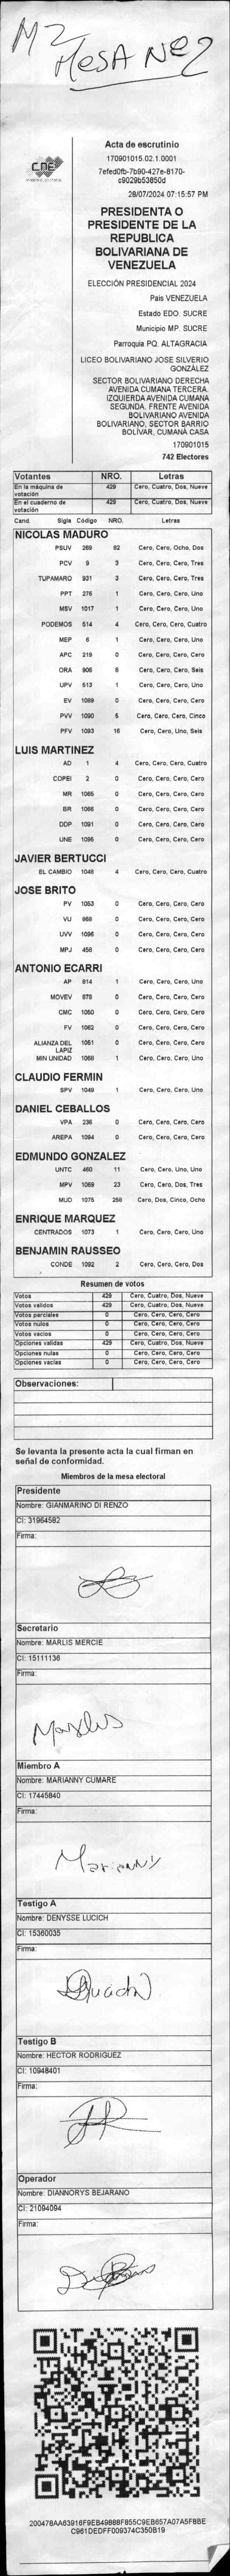 M2
MESA Nº 2
CNE
Acta de escrutinio
170901015.02.1.0001
7efed0fb-7b90-427e-8170-
c9029b53850d
28/07/2024 07:15:57 PM
PRESIDENTA O
PRESIDENTE DE LA
REPUBLICA
BOLIVARIANA DE
VENEZUELA
ELECCIÓN PRESIDENCIAL 2024
Pais VENEZUELA
Estado EDO. SUCRE
Municipio MP. SUCRE
Parroquia PQ. ALTAGRACIA
LICEO BOLIVARIANO JOSE SILVERIO
GONZÁLEZ
SECTOR BOLIVARIANO DERECHA
AVENIDA CUMANA TERCERA.
IZQUIERDA AVENIDA CUMANA
SEGUNDA. FRENTE AVENIDA
BOLIVARIANO AVENIDA
BOLIVARIANO, SECTOR BARRIO
BOLÍVAR, CUMANÁ CASA
170901015
742 Electores
Votantes NRO. Letras
En la máquina de votación 429 Cero, Cuatro, Dos, Nueve
En el cuaderno de votación 429 Cero, Cuatro, Dos, Nueve
Cand. Sigla Código NRO. Letras
NICOLAS MADURO
PSUV 269 82 Cero, Cero, Ocho, Dos
PCV 9 3 Cero, Cero, Cero, Tres
TUPAMARO 931 3 Cero, Cero, Cero, Tres
PPT 276 1 Cero, Cero, Cero, Uno
MSV 1017 1 Cero, Cero, Cero, Uno
PODEMOS 514 4 Cero, Cero, Cero, Cuatro
MEP 6 1 Cero, Cero, Cero, Uno
APC 219 0 Cero, Cero, Cero, Cero
ORA 906 6 Cero, Cero, Cero, Seis
UPV 513 1 Cero, Cero, Cero, Uno
EV 1089 0 Cero, Cero, Cero, Cero
PVV 1090 5 Cero, Cero, Cero, Cinco
PFV 1093 16 Cero, Cero, Uno, Seis
LUIS MARTINEZ
AD 1 4 Cero, Cero, Cero, Cuatro
COPEI 2 0 Cero, Cero, Cero, Cero
MR 1065 0 Cero, Cero, Cero, Cero
BR 1066 0 Cero, Cero, Cero, Cero
DDP 1091 0 Cero, Cero, Cero, Cero
UNE 1095 0 Cero, Cero, Cero, Cero
JAVIER BERTUCCI
EL CAMBIO 1048 4 Cero, Cero, Cero, Cuatro
JOSE BRITO
PV 1053 0 Cero, Cero, Cero, Cero
VU 868 0 Cero, Cero, Cero, Cero
UVV 1096 0 Cero, Cero, Cero, Cero
MPJ 458 0 Cero, Cero, Cero, Cero
ANTONIO ECARRI
AP 814 1 Cero, Cero, Cero, Uno
MOVEV 878 0 Cero, Cero, Cero, Cero
CMC 1050 0 Cero, Cero, Cero, Cero
FV 1062 0 Cero, Cero, Cero, Cero
ALIANZA DEL LAPIZ 1051 0 Cero, Cero, Cero, Cero
MIN UNIDAD 1068 1 Cero, Cero, Cero, Uno
CLAUDIO FERMIN
SPV 1049 1 Cero, Cero, Cero, Uno
DANIEL CEBALLOS
VPA 236 0 Cero, Cero, Cero, Cero
AREPA 1094 0 Cero, Cero, Cero, Cero
EDMUNDO GONZALEZ
UNTC 460 11 Cero, Cero, Uno, Uno
MPV 1069 23 Cero, Cero, Dos, Tres
MUD 1075 258 Cero, Dos, Cinco, Ocho
ENRIQUE MARQUEZ
CENTRADOS 1073 1 Cero, Cero, Cero, Uno
BENJAMIN RAUSSEO
CONDE 1092 2 Cero, Cero, Cero, Dos
Resumen de votos
Votos 429 Cero, Cuatro, Dos, Nueve
Votos validos 429 Cero, Cuatro, Dos, Nueve
Votos parciales 0 Cero, Cero, Cero, Cero
Votos nulos 0 Cero, Cero, Cero, Cero
Votos vacios 0 Cero, Cero, Cero, Cero
Opciones validas 429 Cero, Cuatro, Dos, Nueve
Opciones nulas 0 Cero, Cero, Cero, Cero
Opciones vacias 0 Cero, Cero, Cero, Cero
Observaciones:
Se levanta la presente acta la cual firman en
señal de conformidad.
Miembros de la mesa electoral
Presidente
Nombre: GIANMARINO DI RENZO
CI: 31964582
Firma:
Secretario
Nombre: MARLIS MERCIE
CI: 15111136
Firma:
Marlis
Miembro A
Nombre: MARIANNY CUMARE
CI: 17445840
Firma:
Marianny
Testigo A
Nombre: DENYSSE LUCICH
CI: 15360035
Firma:
Testigo B
Nombre: HECTOR RODRIGUEZ
CI: 10948401
Firma:
Operador
Nombre: DIANNORYS BEJARANO
CI: 21094094
Firma:
200478AA63916F9EB49888F855C9EB657A07A5F8BE
C961DEDFF009374C350B19